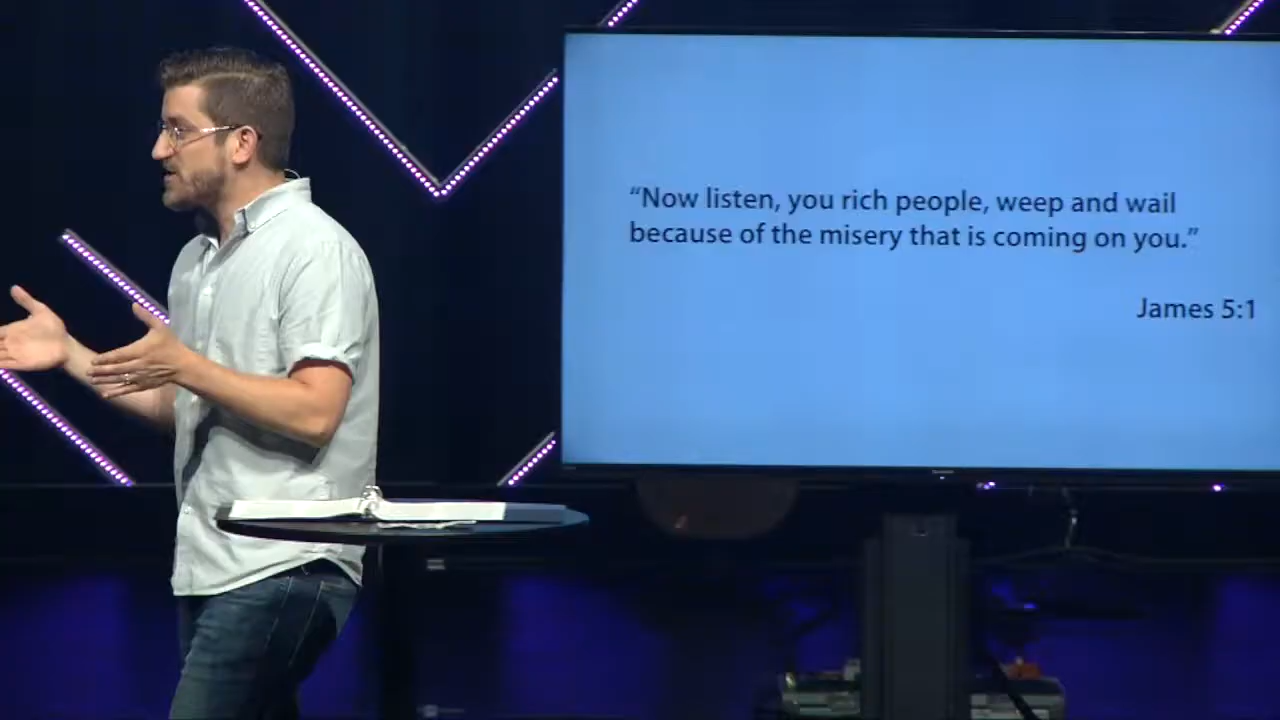 “Now listen, you rich people, weep and wail
because of the misery that is coming on you.”
James 5:1